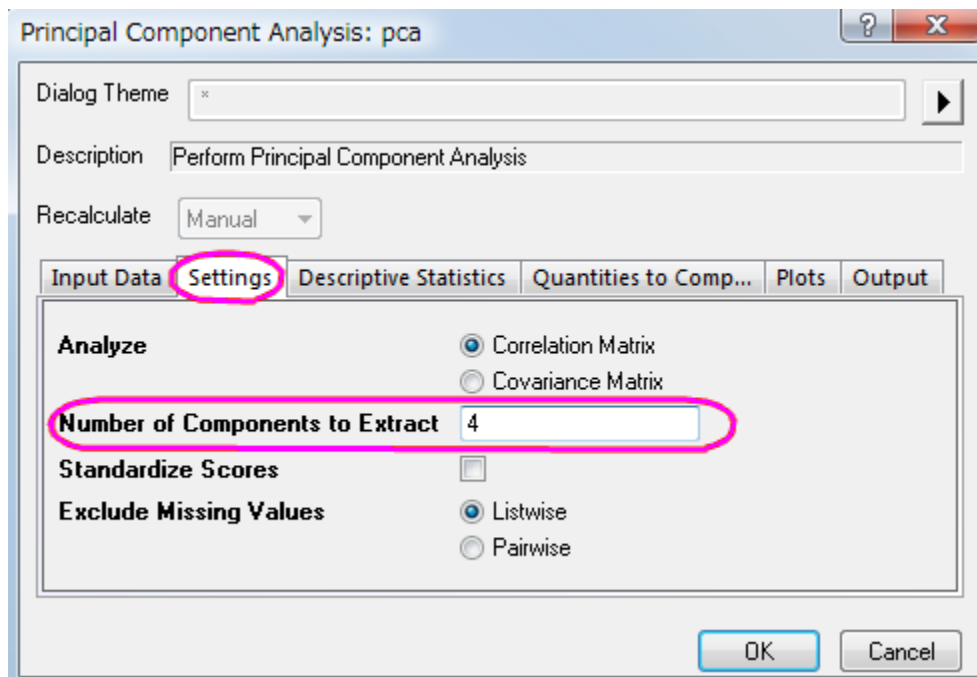 Principal Component Analysis: pca
Dialog Theme *
Description Perform Principal Component Analysis
Recalculate Manual
Input Data Settings Descriptive Statistics Quantities to Comp... Plots Output
Analyze Correlation Matrix
Covariance Matrix
Number of Components to Extract 4
Standardize Scores
Exclude Missing Values Listwise
Pairwise
OK Cancel